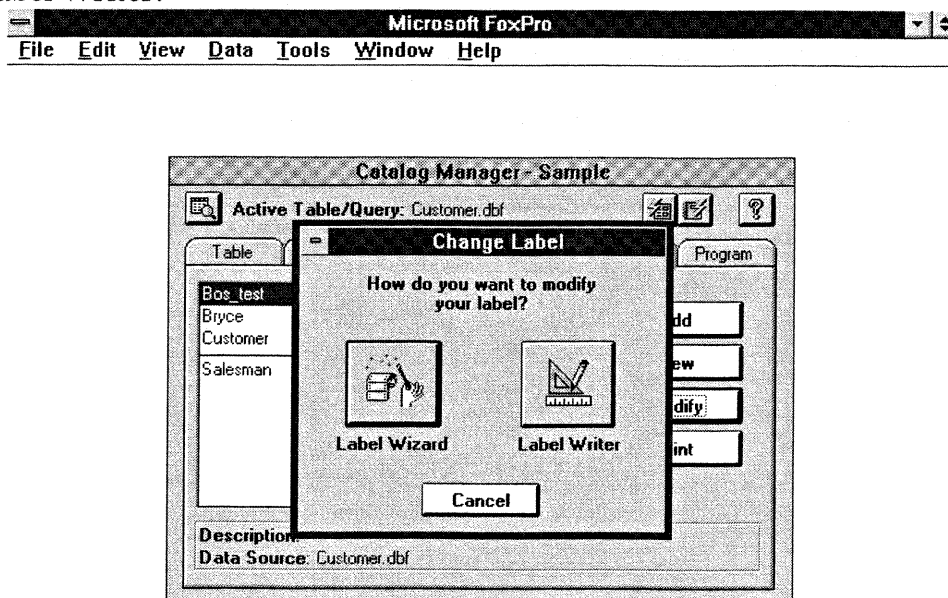 Microsoft FoxPro
File Edit View Data Tools Window Help
Catalog Manager - Sample
Active Table/Query: Customer.dbf
Change Label
Table
Program
How do you want to modify
your label?
Bos_test
Bryce
Customer
Salesman
dd
ew
dify
int
Label Wizard Label Writer
Cancel
Description:
Data Source: Customer.dbf